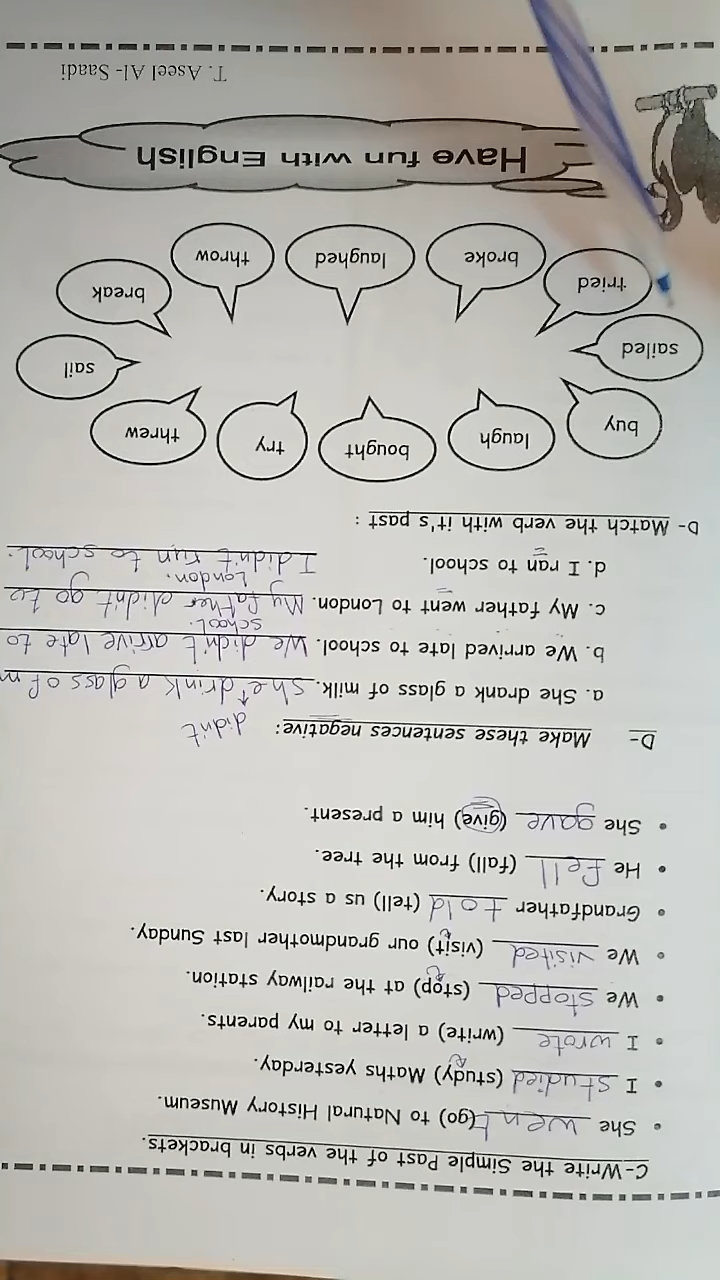 C-Write the Simple Past of the verbs in brackets.
• She went (go) to Natural History Museum.
• I studied (study) Maths yesterday.
• I wrote (write) a letter to my parents.
• We stopped (stop) at the railway station.
• We visited (visit) our grandmother last Sunday.
• Grandfather told (tell) us a story.
• He fell (fall) from the tree.
• She gave (give) him a present.
D- Make these sentences negative:
didn't
a. She drank a glass of milk. She drink a glass of m
b. We arrived late to school. We didn't arrive late to
school.
c. My father went to London. My father didn't go to
London.
d. I ran to school. I didn't run to school.
D- Match the verb with it's past :
buy laugh bought try threw
sailed sail
tried broke laughed throw break
Have fun with English
T. Aseel Al- Saadi